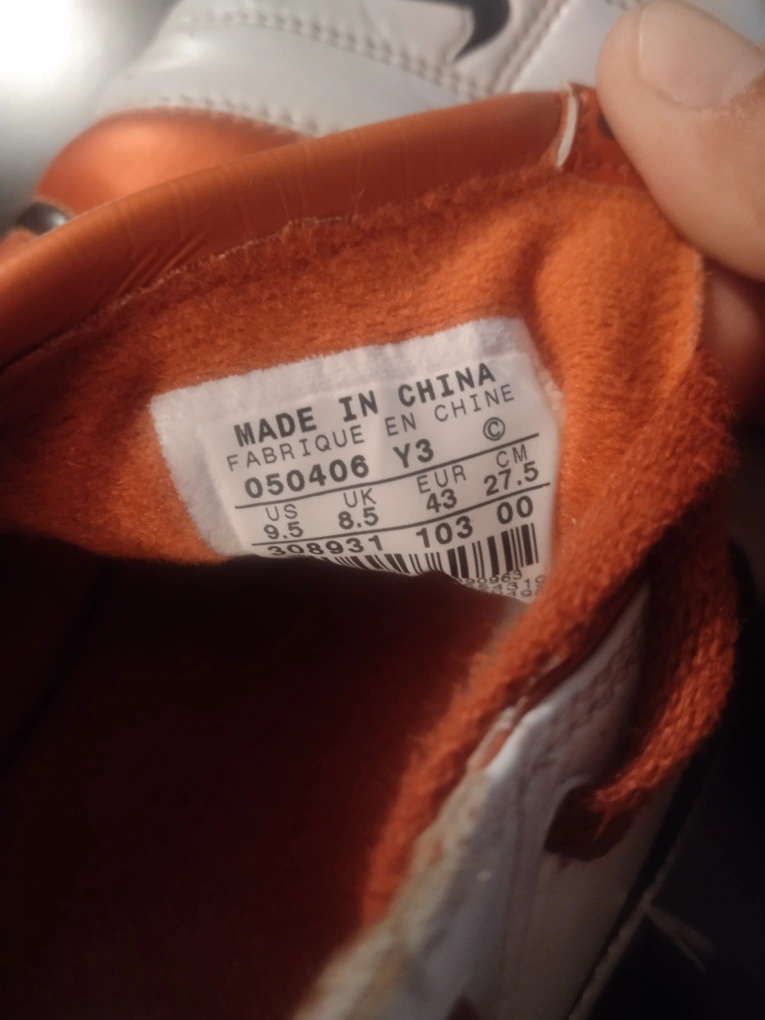 MADE IN CHINA
FABRIQUE EN CHINE
050406 Y3 ©
US UK EUR CM
9.5 8.5 43 27.5
308931 103 00